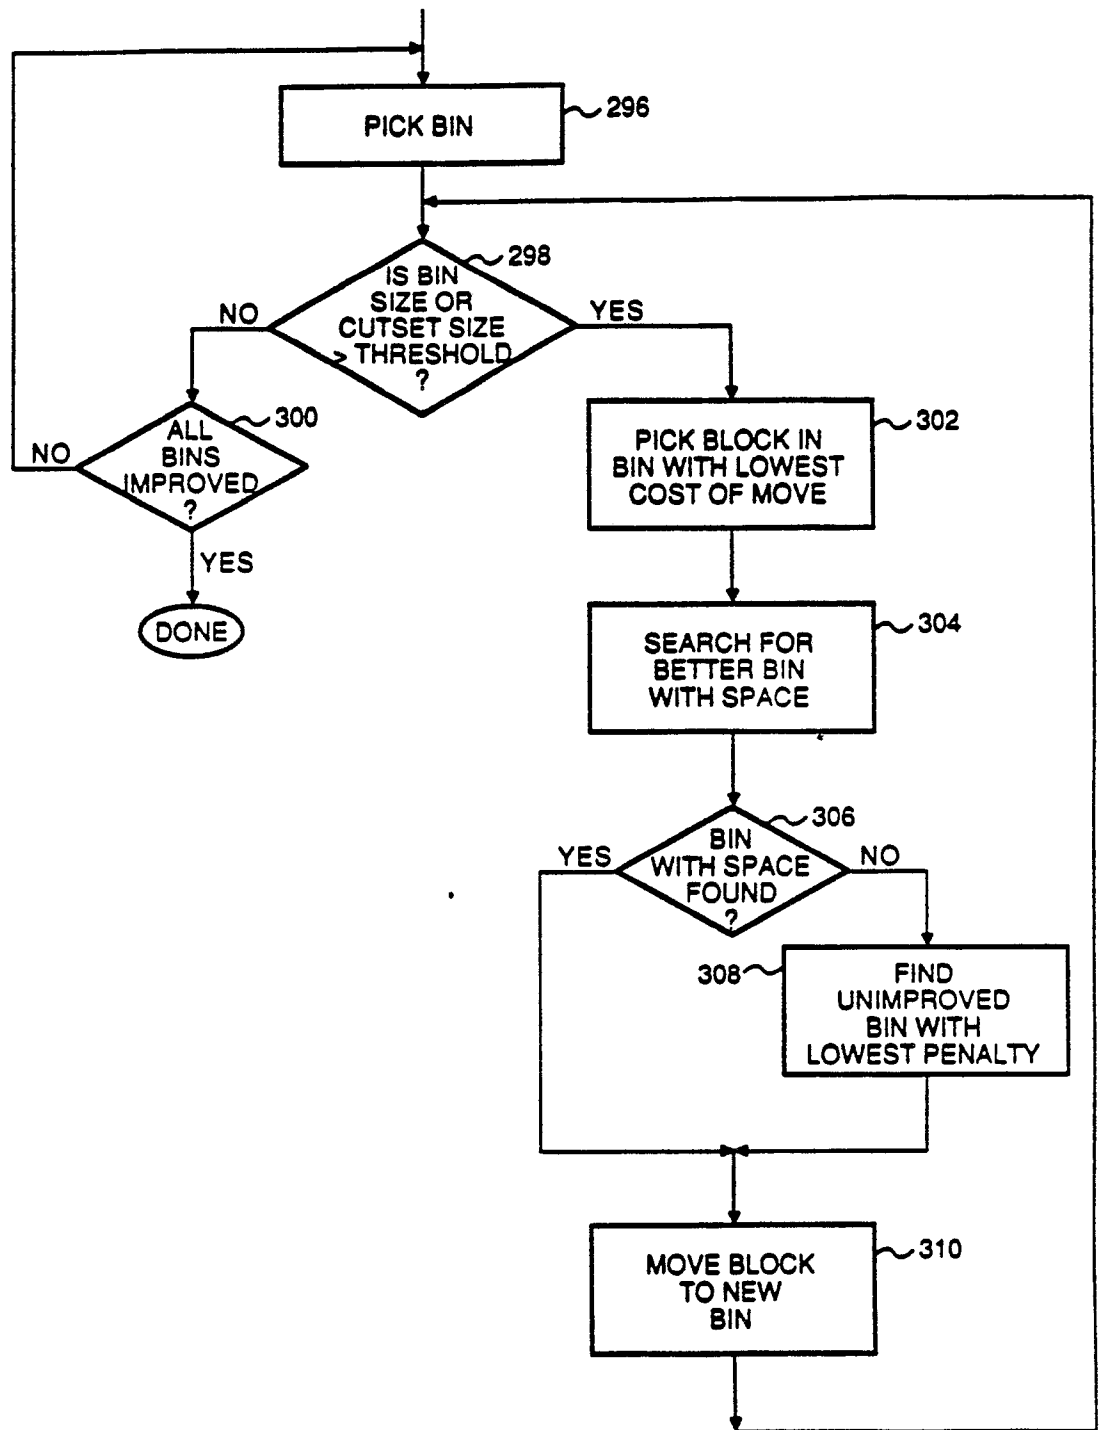 PICK BIN
296
298
IS BIN
SIZE OR
CUTSET SIZE
> THRESHOLD
?
NO
YES
300
ALL
BINS
IMPROVED
?
NO
YES
DONE
302
PICK BLOCK IN
BIN WITH LOWEST
COST OF MOVE
304
SEARCH FOR
BETTER BIN
WITH SPACE
306
BIN
WITH SPACE
FOUND
?
YES
NO
308
FIND
UNIMPROVED
BIN WITH
LOWEST PENALTY
310
MOVE BLOCK
TO NEW
BIN